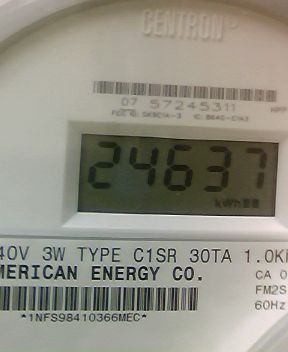 CENTRON®
07 57245311
24637
kWh
40V 3W TYPE C1SR 30TA 1.0K
MERICAN ENERGY CO.
CA 0
FM2S
60Hz
*1NFS98410366MEC*